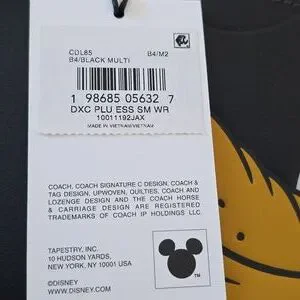 CDL85 B4/M2
B4/BLACK MULTI
1 98685 05632 7
DXC PLU ESS SM WR
10011192JAX
MADE IN VIETNAM/VIETNAM
COACH, COACH SIGNATURE C DESIGN, COACH &
TAG DESIGN, UPWOVEN, QUILTIES, COACH AND
LOZENGE DESIGN AND THE COACH HORSE
& CARRIAGE DESIGN ARE REGISTERED
TRADEMARKS OF COACH IP HOLDINGS LLC.
TAPESTRY, INC.
10 HUDSON YARDS,
NEW YORK, NY 10001 USA
©DISNEY
WWW.DISNEY.COM
TM